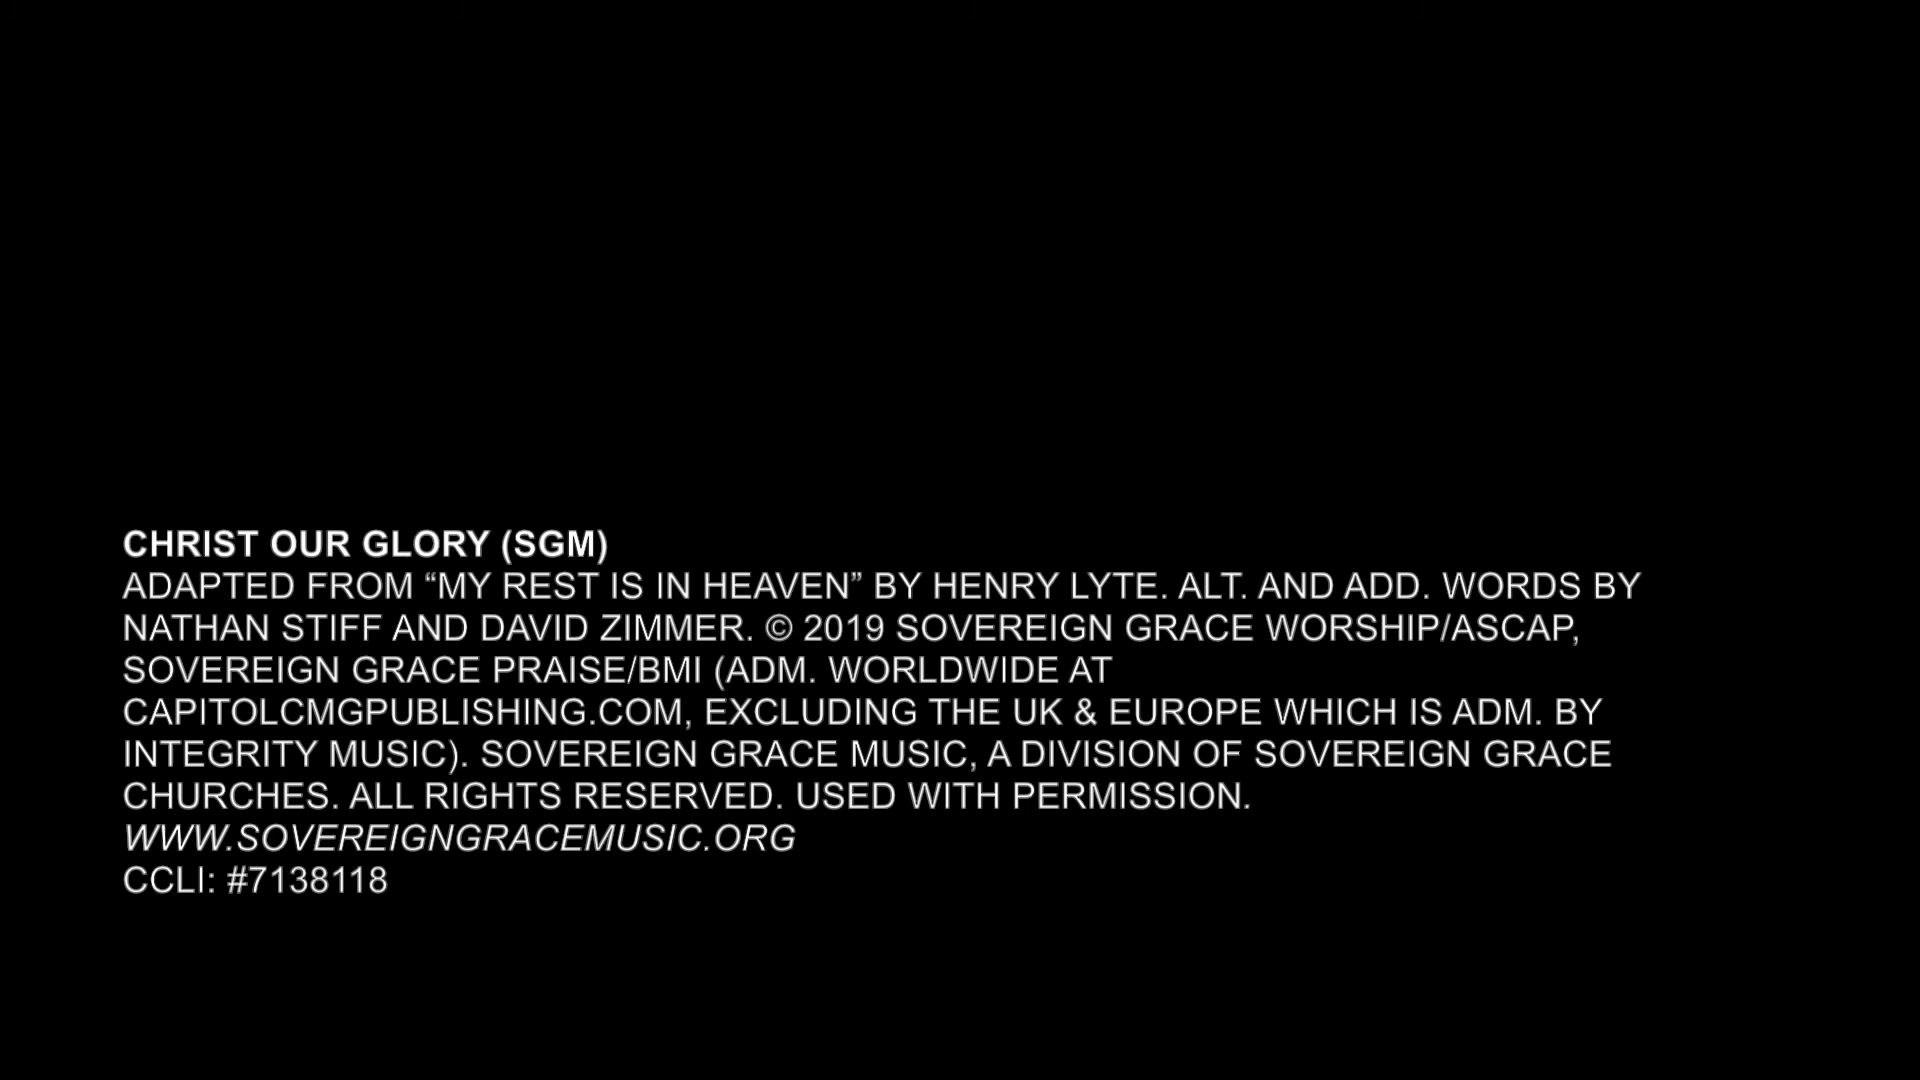 CHRIST OUR GLORY (SGM)
ADAPTED FROM “MY REST IS IN HEAVEN” BY HENRY LYTE. ALT. AND ADD. WORDS BY
NATHAN STIFF AND DAVID ZIMMER. © 2019 SOVEREIGN GRACE WORSHIP/ASCAP,
SOVEREIGN GRACE PRAISE/BMI (ADM. WORLDWIDE AT
CAPITOLCMGPUBLISHING.COM, EXCLUDING THE UK & EUROPE WHICH IS ADM. BY
INTEGRITY MUSIC). SOVEREIGN GRACE MUSIC, A DIVISION OF SOVEREIGN GRACE
CHURCHES. ALL RIGHTS RESERVED. USED WITH PERMISSION.
WWW.SOVEREIGNGRACEMUSIC.ORG
CCLI: #7138118